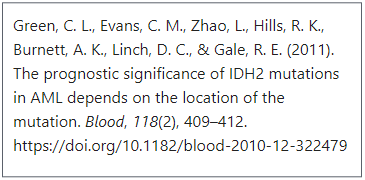 Green, C. L., Evans, C. M., Zhao, L., Hills, R. K.,
Burnett, A. K., Linch, D. C., & Gale, R. E. (2011).
The prognostic significance of IDH2 mutations
in AML depends on the location of the
mutation. Blood, 118(2), 409–412.
https://doi.org/10.1182/blood-2010-12-322479